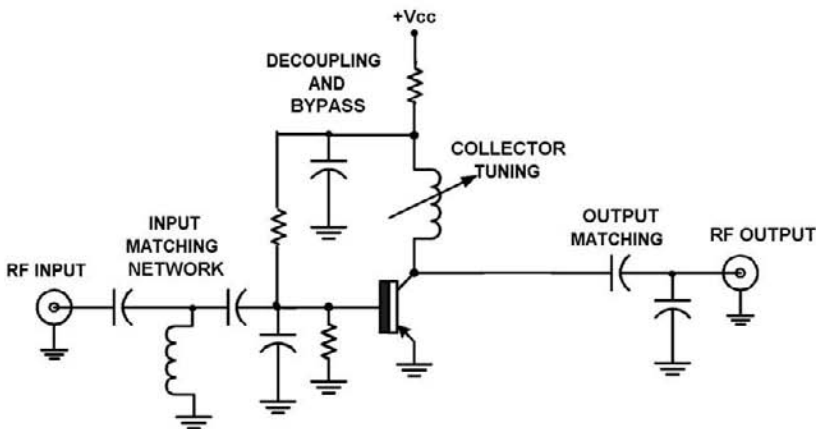 +Vcc
DECOUPLING
AND
BYPASS
COLLECTOR
TUNING
INPUT
MATCHING
NETWORK
OUTPUT
MATCHING
RF OUTPUT
RF INPUT